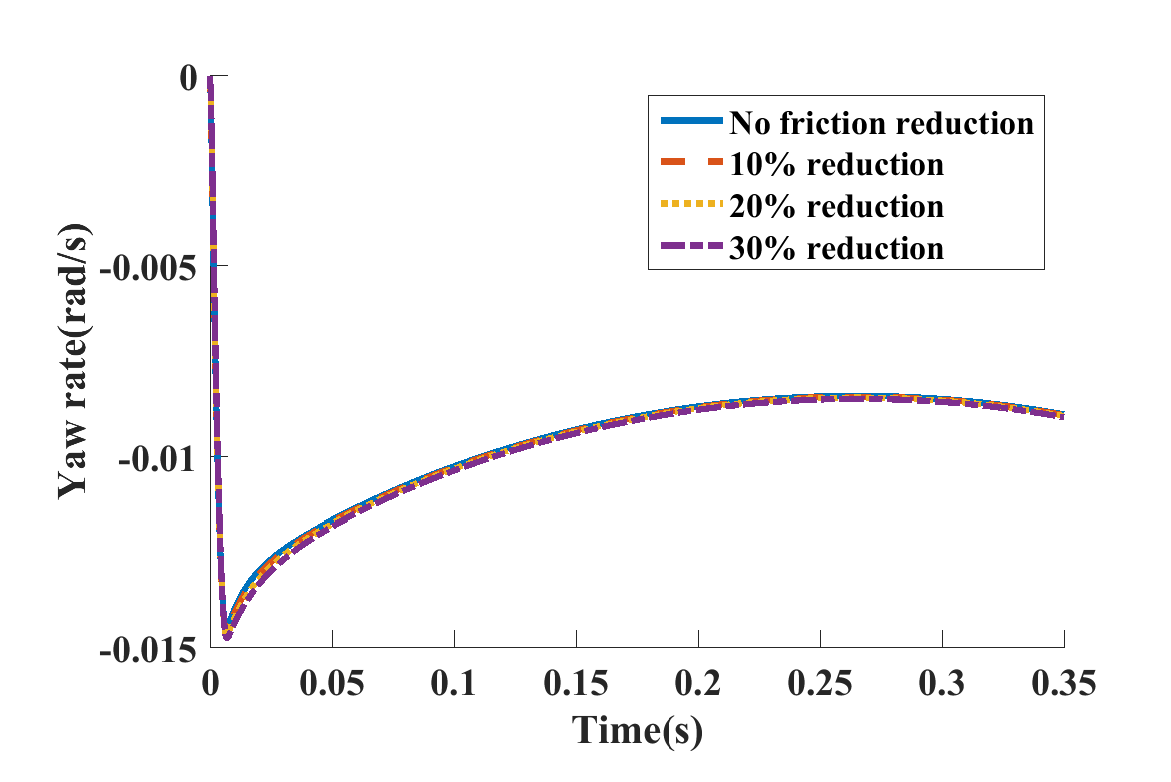 0
-0.005
-0.01
-0.015
Yaw rate(rad/s)
No friction reduction
10% reduction
20% reduction
30% reduction
0 0.05 0.1 0.15 0.2 0.25 0.3 0.35
Time(s)